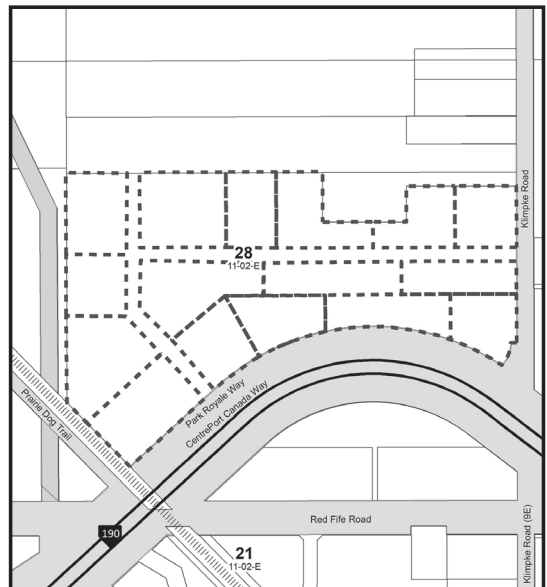 Klimpke Road
28
11-02-E
Park Royale Way
CentrePort Canada Way
Prairie Dog Trail
190
Red Fife Road
21
11-02-E
Klimpke Road (9E)